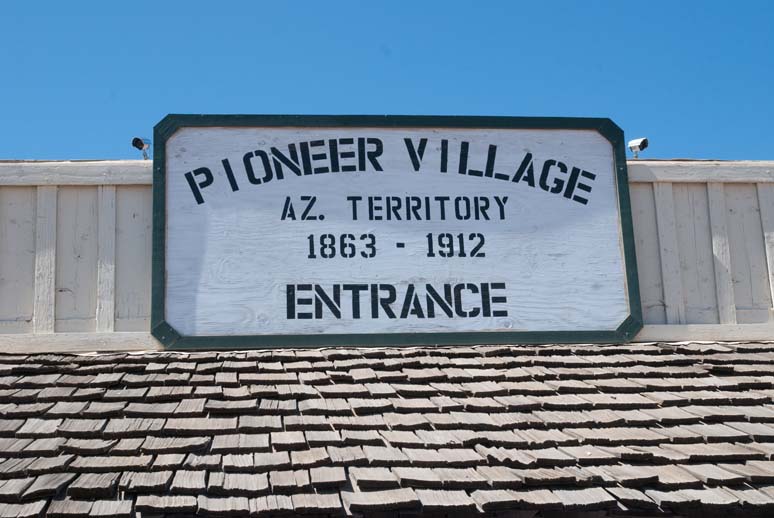 PIONEER VILLAGE
AZ. TERRITORY
1863 - 1912
ENTRANCE